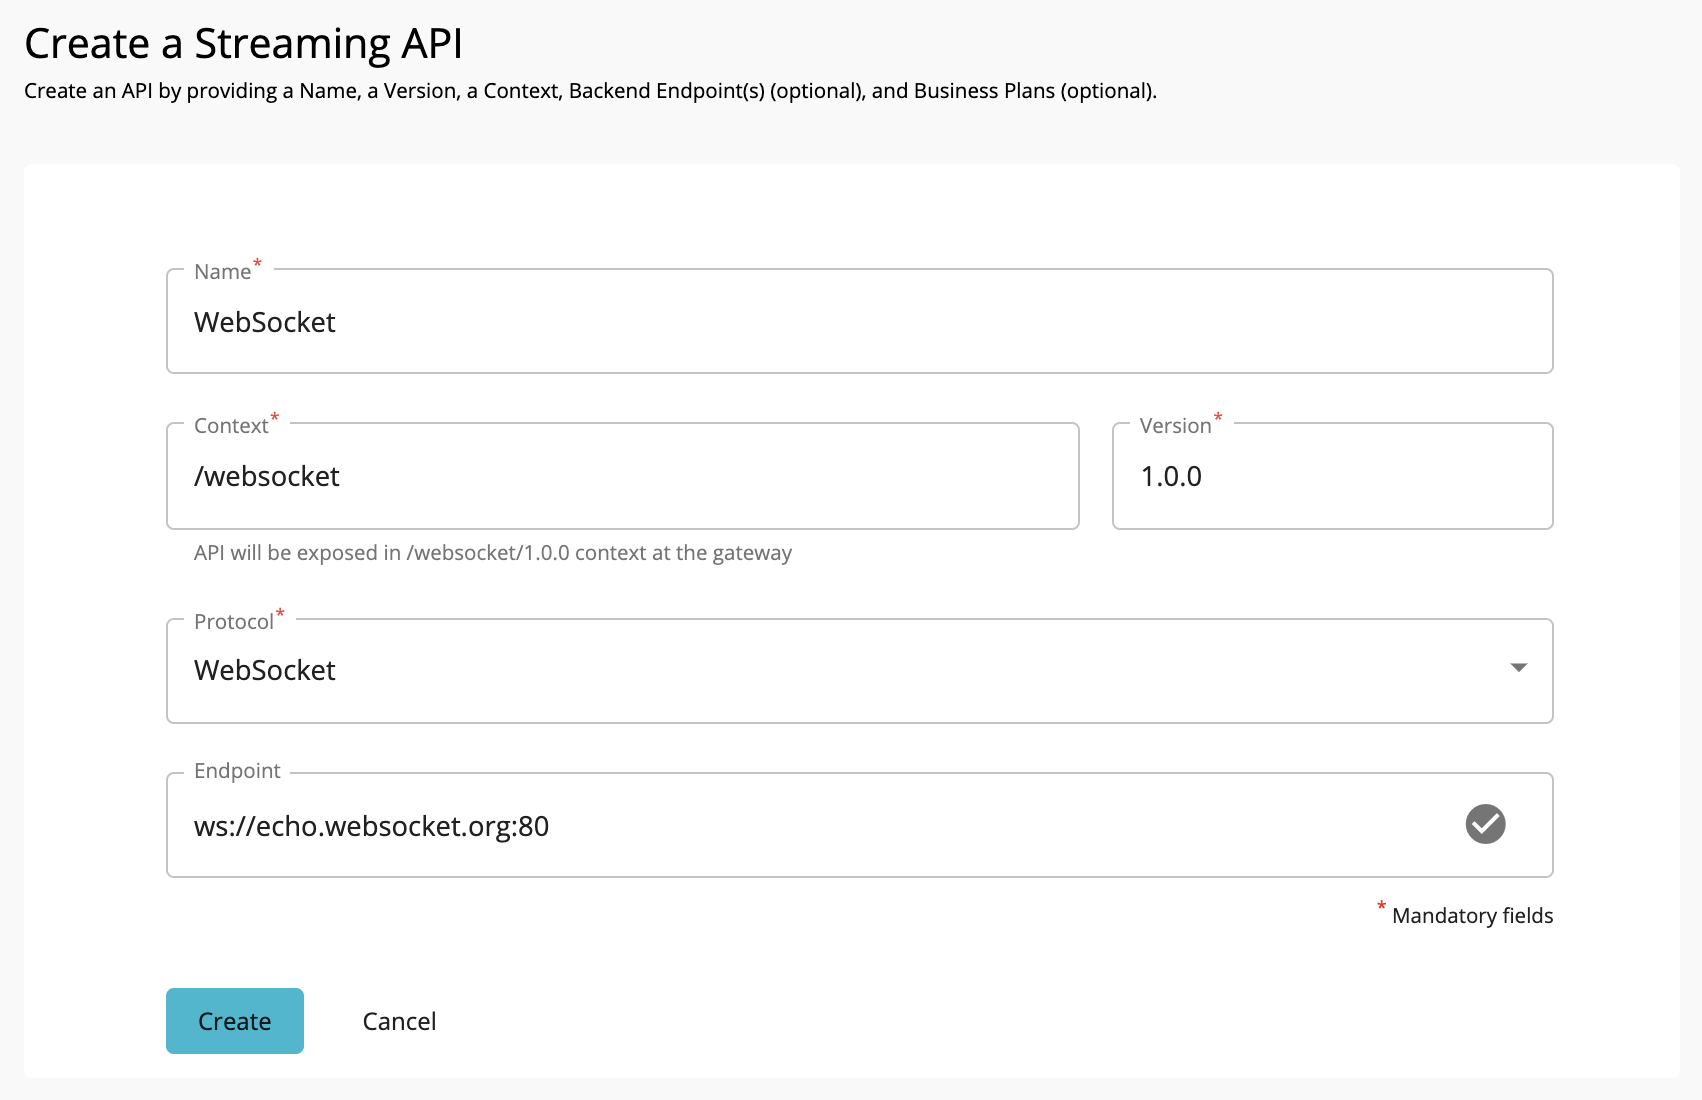 Create a Streaming API
Create an API by providing a Name, a Version, a Context, Backend Endpoint(s) (optional), and Business Plans (optional).
Name*
WebSocket
Context*
/websocket
Version*
1.0.0
API will be exposed in /websocket/1.0.0 context at the gateway
Protocol*
WebSocket
Endpoint
ws://echo.websocket.org:80
* Mandatory fields
Create
Cancel